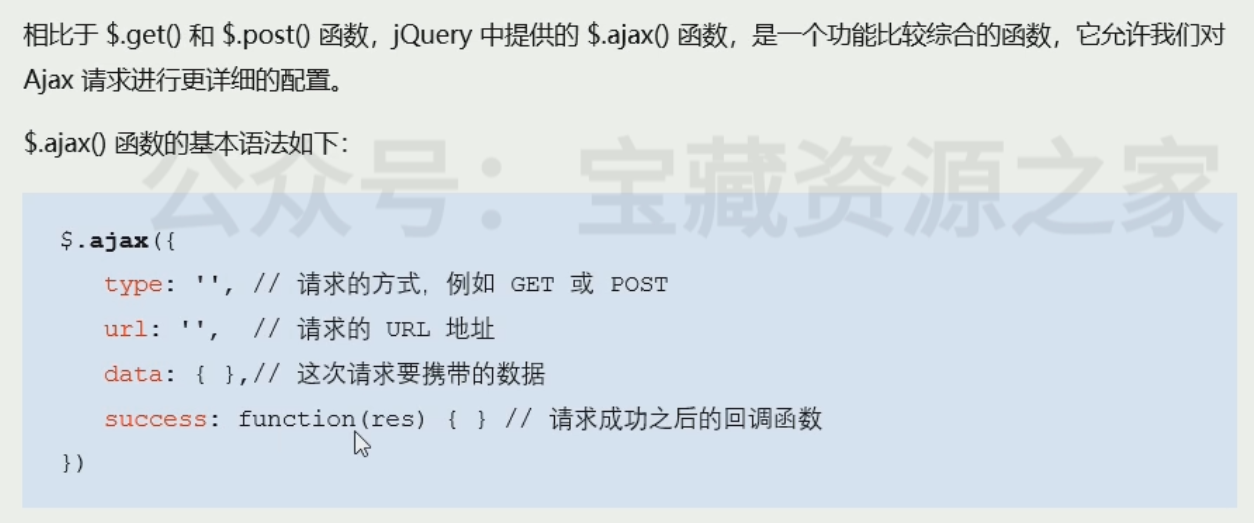 相比于 $.get() 和 $.post() 函数，jQuery 中提供的 $.ajax() 函数，是一个功能比较综合的函数，它允许我们对
Ajax 请求进行更详细的配置。
$.ajax() 函数的基本语法如下：
公众号：宝藏资源之家
$.ajax({
type: '', // 请求的方式，例如 GET 或 POST
url: '', // 请求的 URL 地址
data: { },// 这次请求要携带的数据
success: function(res) { } // 请求成功之后的回调函数
})